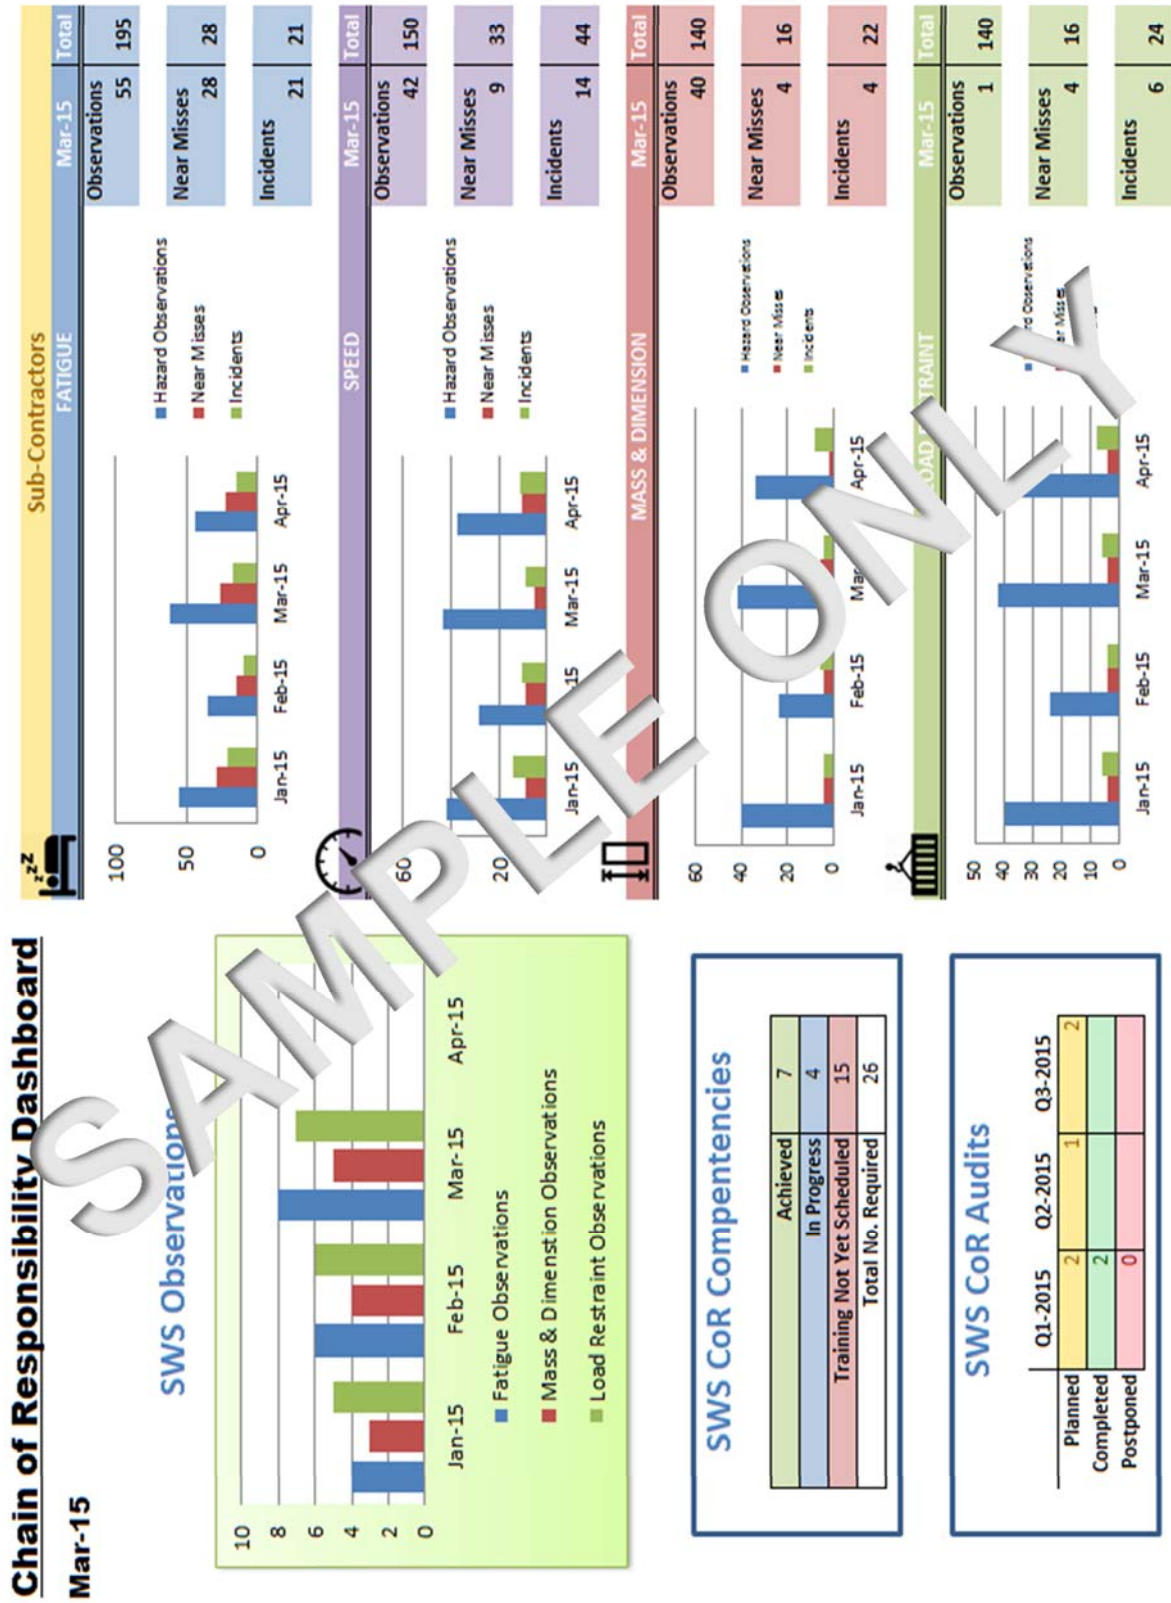 Chain of Responsibility Dashboard
Mar-15
SWS Observations
10
8
6
4
2
0
Jan-15 Feb-15 Mar-15 Apr-15
Fatigue Observations
Mass & Dimenstion Observations
Load Restraint Observations
SWS CoR Compentencies
Achieved 7
In Progress 4
Training Not Yet Scheduled 15
Total No. Required 26
SWS CoR Audits
Q1-2015 Q2-2015 Q3-2015
Planned 2 1 2
Completed 2
Postponed 0
Sub-Contractors
zzZ
FATIGUE Mar-15 Total
100
50
0
Jan-15 Feb-15 Mar-15 Apr-15
Hazard Observations
Near Misses
Incidents
Observations
55 195
Near Misses
28 28
Incidents
21 21
SPEED Mar-15 Total
60
20
Jan-15 Mar-15 Apr-15
Hazard Observations
Near Misses
Incidents
Observations
42 150
Near Misses
9 33
Incidents
14 44
MASS & DIMENSION Mar-15 Total
60
40
20
0
Jan-15 Feb-15 Mar Apr-15
Hazard Observations
Near Misses
Incidents
Observations
40 140
Near Misses
4 16
Incidents
4 22
Mar-15 Total
50
40
30
20
10
0
Jan-15 Feb-15 Mar-15 Apr-15
Observations
Observations
1 140
Near Misses
4 16
Incidents
6 24
SAMPLE ONLY